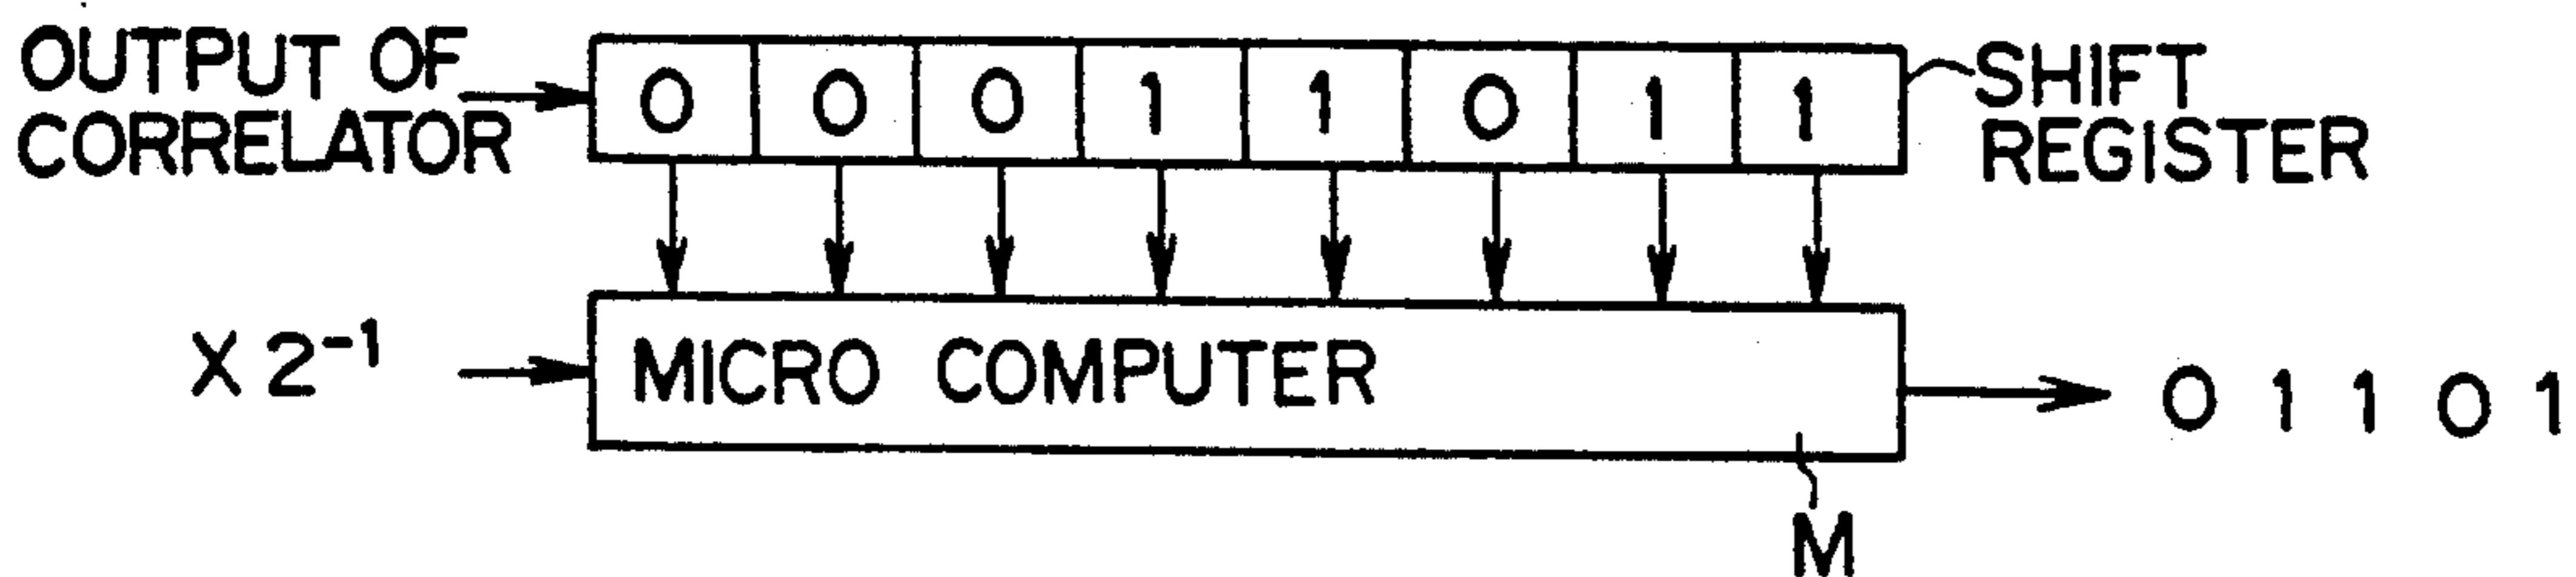 OUTPUT OF
CORRELATOR
0 0 0 1 1 0 1 1
SHIFT
REGISTER
X 2⁻¹
MICRO COMPUTER
0 1 1 0 1
M